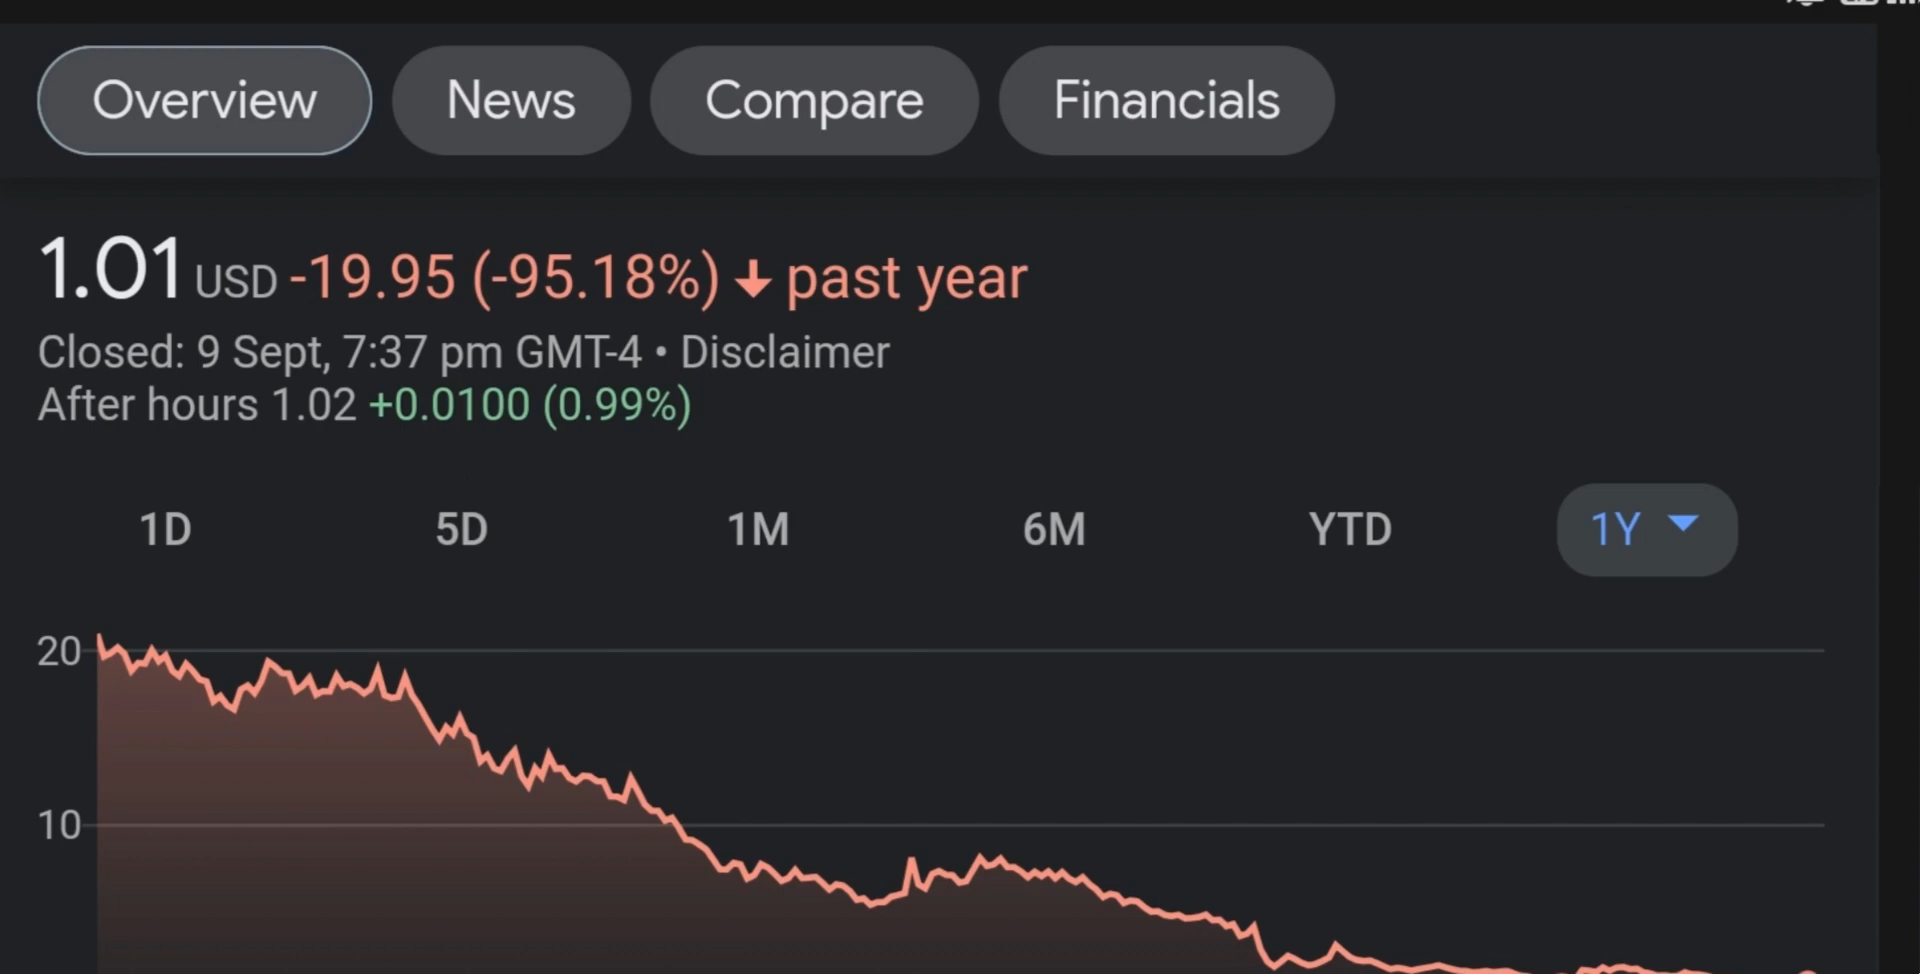 Overview News Compare Financials
1.01 USD -19.95 (-95.18%) ↓ past year
Closed: 9 Sept, 7:37 pm GMT-4 • Disclaimer
After hours 1.02 +0.0100 (0.99%)
1D 5D 1M 6M YTD 1Y
20
10